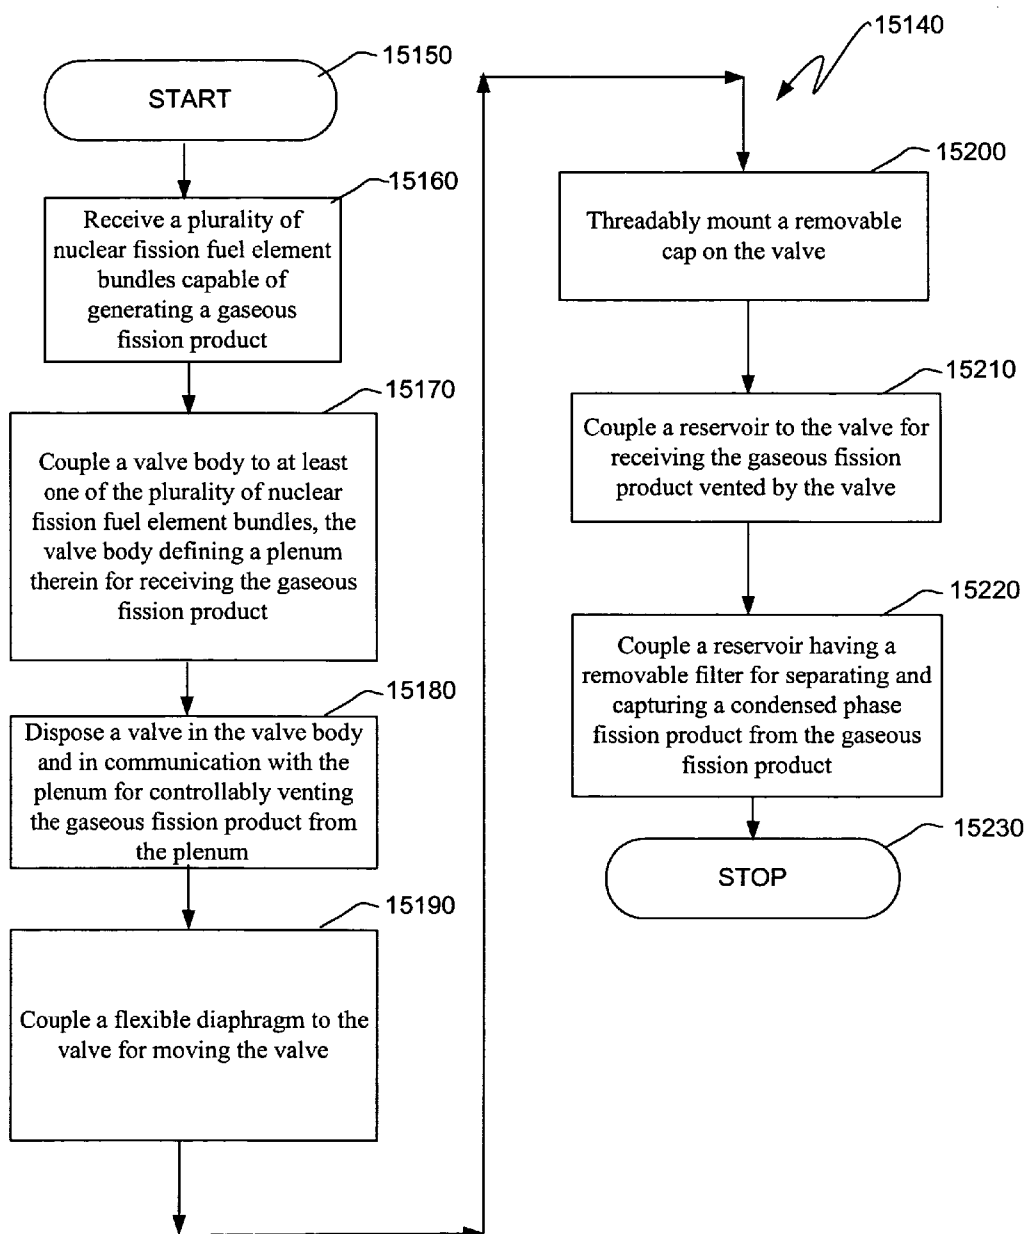 15140
15150
START
15160
Receive a plurality of
nuclear fission fuel element
bundles capable of
generating a gaseous
fission product
15170
Couple a valve body to at least
one of the plurality of nuclear
fission fuel element bundles, the
valve body defining a plenum
therein for receiving the gaseous
fission product
15180
Dispose a valve in the valve body
and in communication with the
plenum for controllably venting
the gaseous fission product from
the plenum
15190
Couple a flexible diaphragm to the
valve for moving the valve
15200
Threadably mount a removable
cap on the valve
15210
Couple a reservoir to the valve for
receiving the gaseous fission
product vented by the valve
15220
Couple a reservoir having a
removable filter for separating and
capturing a condensed phase
fission product from the gaseous
fission product
15230
STOP